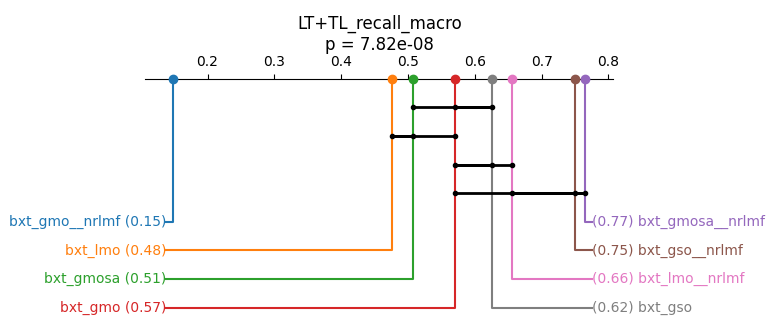 LT+TL_recall_macro
p = 7.82e-08
0.2 0.3 0.4 0.5 0.6 0.7 0.8
bxt_gmo__nrlmf (0.15) (0.77) bxt_gmosa__nrlmf
bxt_lmo (0.48) (0.75) bxt_gso__nrlmf
bxt_gmosa (0.51) (0.66) bxt_lmo__nrlmf
bxt_gmo (0.57) (0.62) bxt_gso